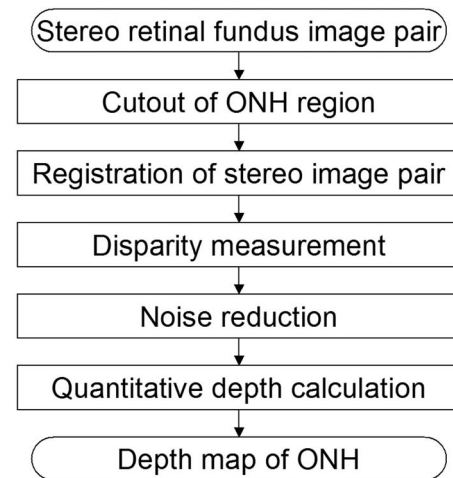 Stereo retinal fundus image pair
Cutout of ONH region
Registration of stereo image pair
Disparity measurement
Noise reduction
Quantitative depth calculation
Depth map of ONH